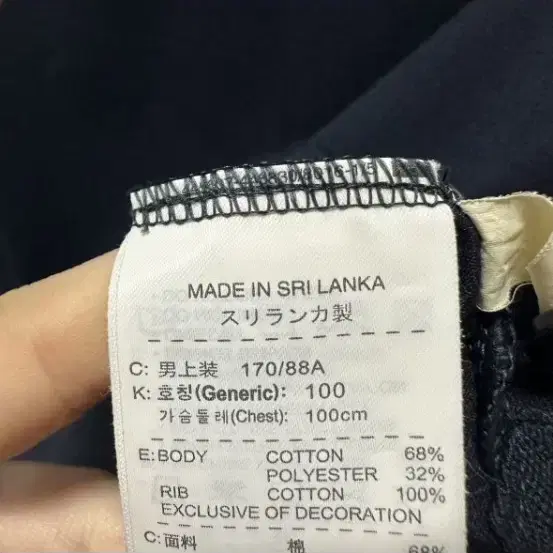 MADE IN SRI LANKA
スリランカ製
C: 男上装 170/88A
K: 호칭(Generic): 100
가슴둘레(Chest): 100cm
E: BODY COTTON 68%
POLYESTER 32%
RIB COTTON 100%
EXCLUSIVE OF DECORATION
C: 面料 棉 68%